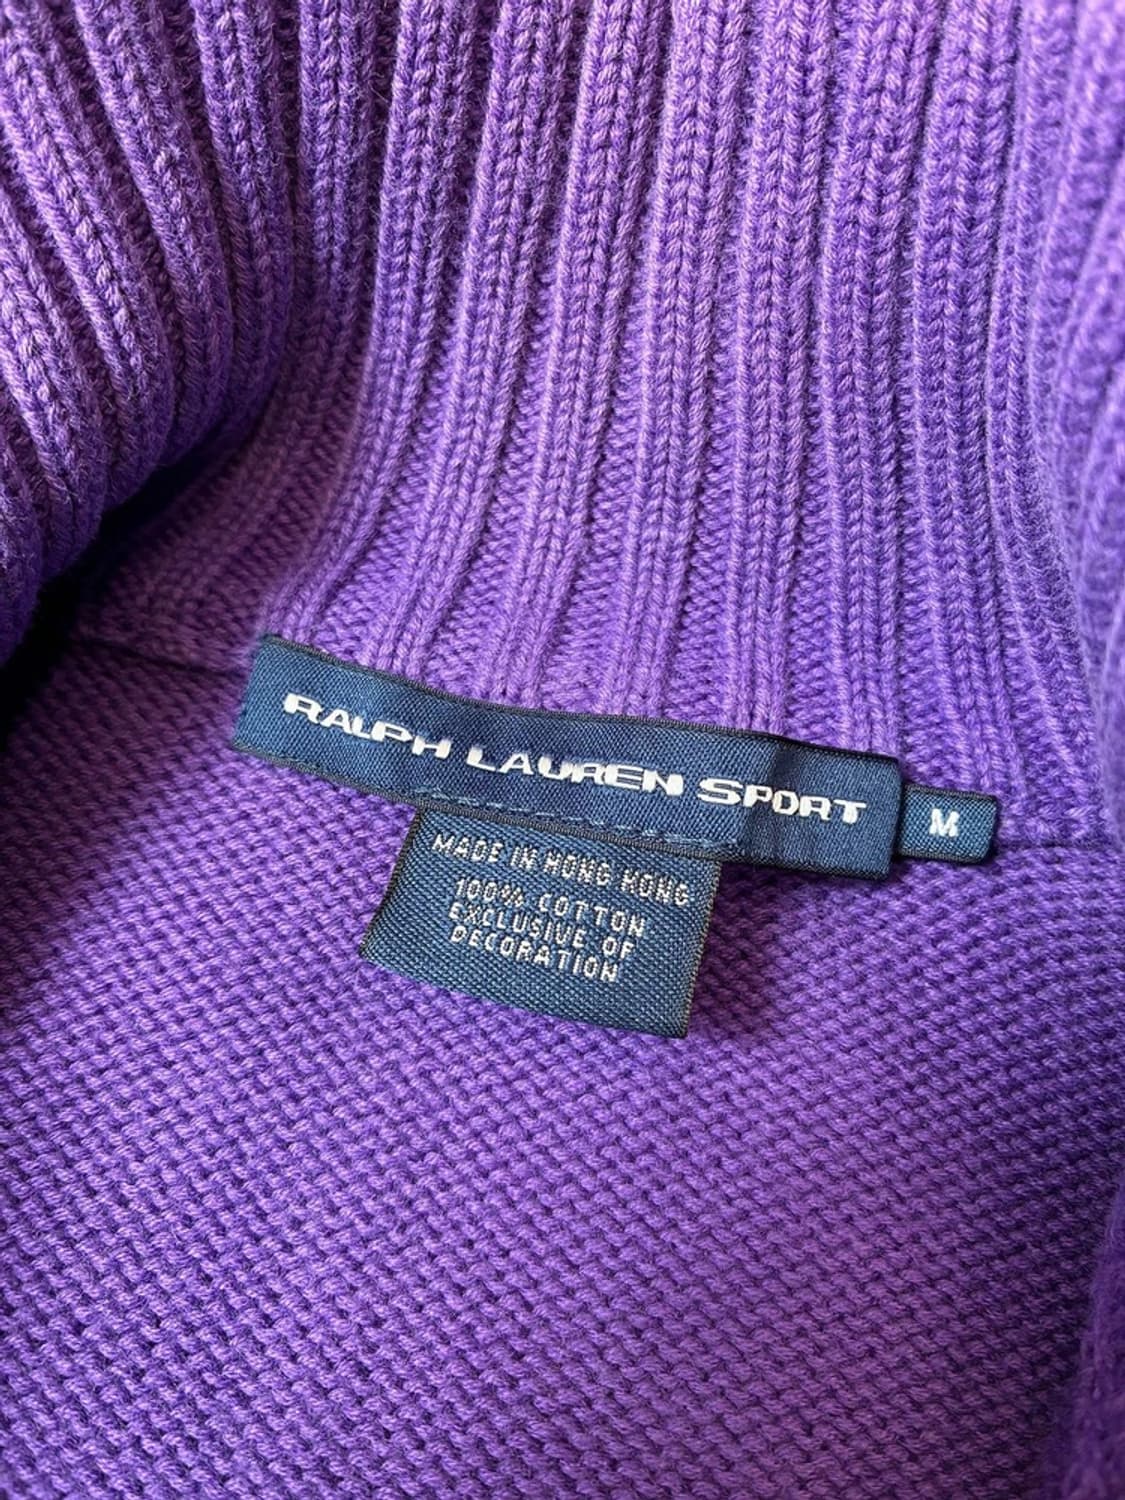 RALPH LAUREN SPORT
M
MADE IN HONG KONG
100% COTTON
EXCLUSIVE OF
DECORATION